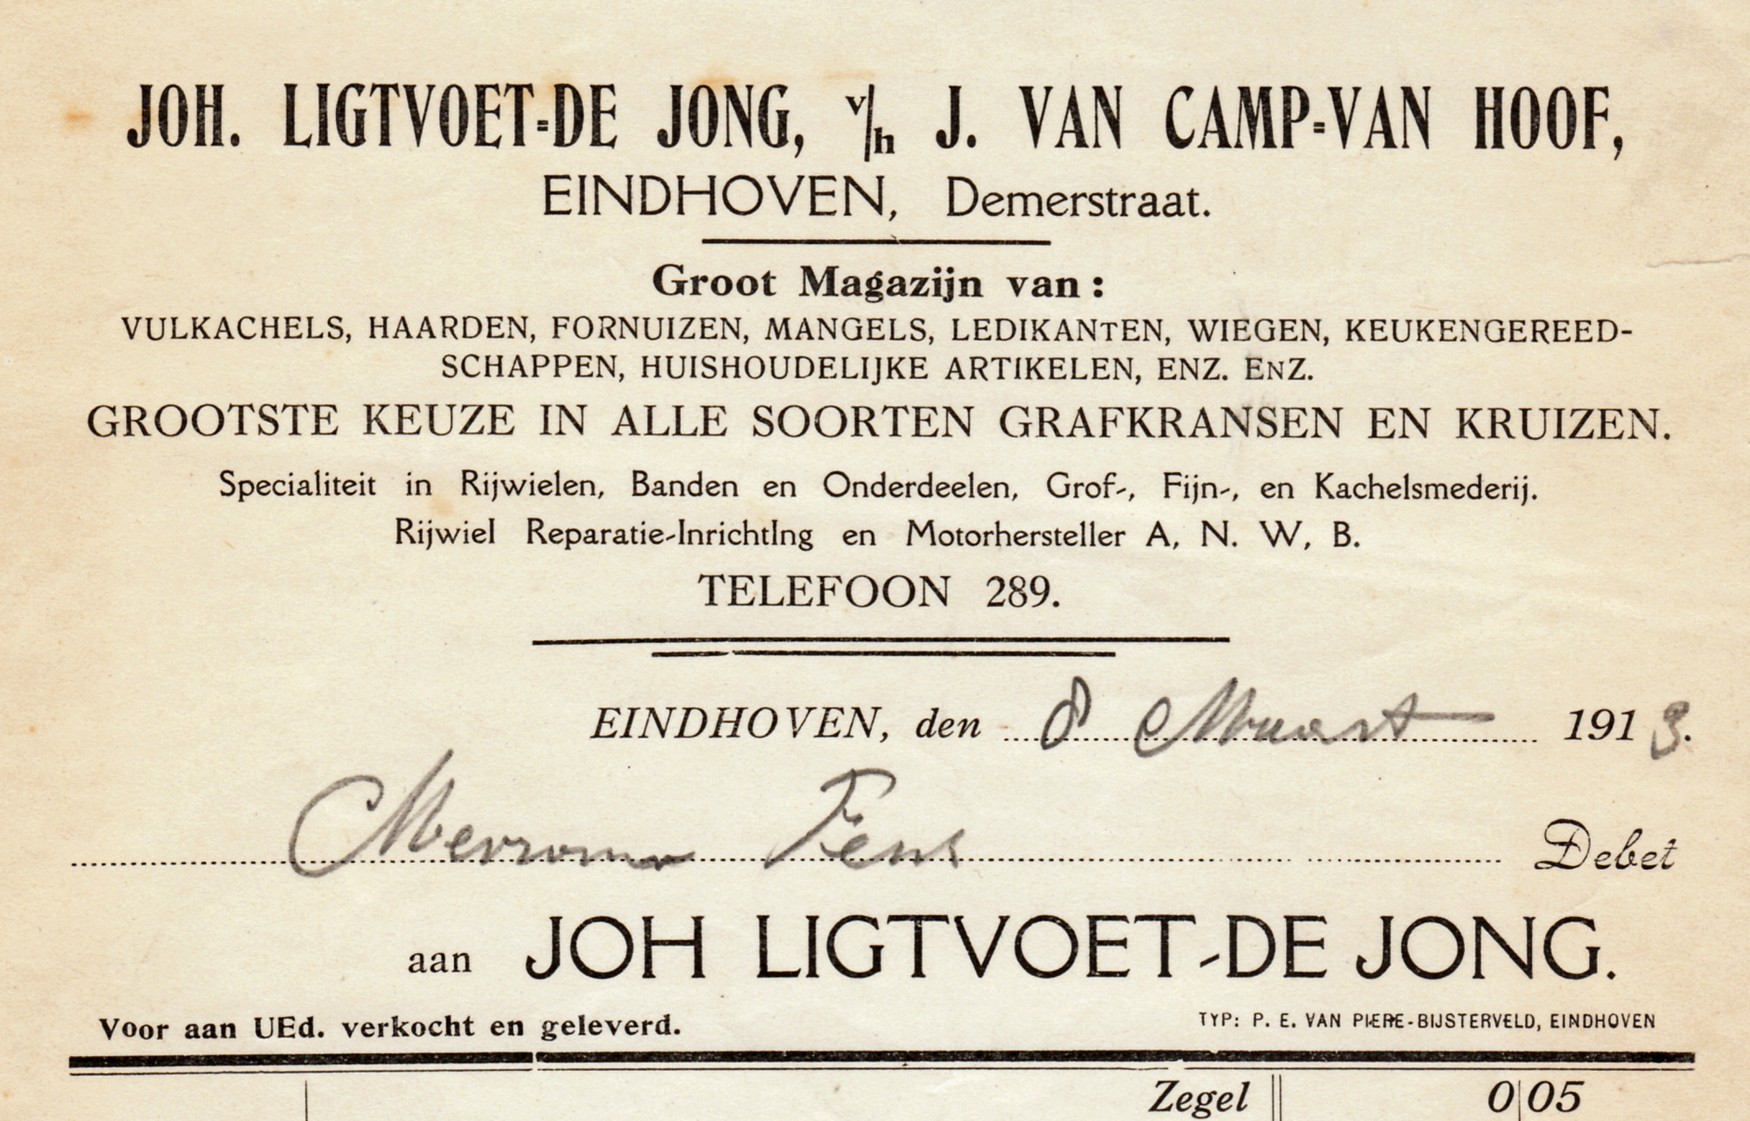 JOH. LIGTVOET=DE JONG, v/h J. VAN CAMP=VAN HOOF,
EINDHOVEN, Demerstraat.
Groot Magazijn van:
VULKACHELS, HAARDEN, FORNUIZEN, MANGELS, LEDIKANTEN, WIEGEN, KEUKENGEREED-
SCHAPPEN, HUISHOUDELIJKE ARTIKELEN, ENZ. ENZ.
GROOTSTE KEUZE IN ALLE SOORTEN GRAFKRANSEN EN KRUIZEN.
Specialiteit in Rijwielen, Banden en Onderdeelen, Grof-, Fijn-, en Kachelsmederij.
Rijwiel Reparatie-InrichtIng en Motorhersteller A, N. W, B.
TELEFOON 289.
EINDHOVEN, den 8 Maart 1913.
Debet
aan JOH LIGTVOET-DE JONG.
Voor aan UEd. verkocht en geleverd.
TYP: P. E. VAN PIERE-BIJSTERVELD, EINDHOVEN
Zegel 0|05